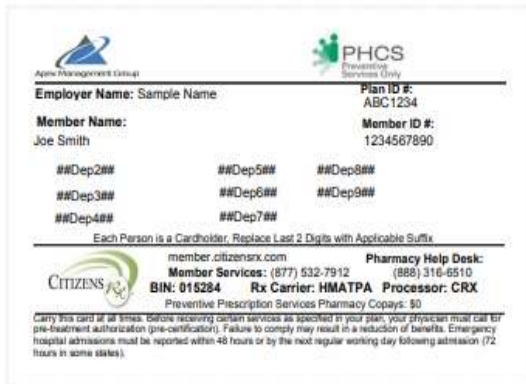 Apex Management Group
PHCS
Preventive
Services Only
Employer Name: Sample Name
Plan ID #:
ABC1234
Member Name:
Member ID #:
Joe Smith
1234567890
##Dep2## ##Dep5## ##Dep8##
##Dep3## ##Dep6## ##Dep9##
##Dep4## ##Dep7##
Each Person is a Cardholder, Replace Last 2 Digits with Applicable Suffix
CITIZENS Rx
member.citizensrx.com
Pharmacy Help Desk:
Member Services: (877) 532-7912 (888) 316-6510
BIN: 015284 Rx Carrier: HMATPA Processor: CRX
Preventive Prescription Services Pharmacy Copays: $0
Carry this card at all times. Before receiving certain services as specified in your plan, your physician must call for
pre-treatment authorization (pre-certification). Failure to comply may result in a reduction of benefits. Emergency
hospital admissions must be reported within 48 hours or by the next regular working day following admission (72
hours in some states).